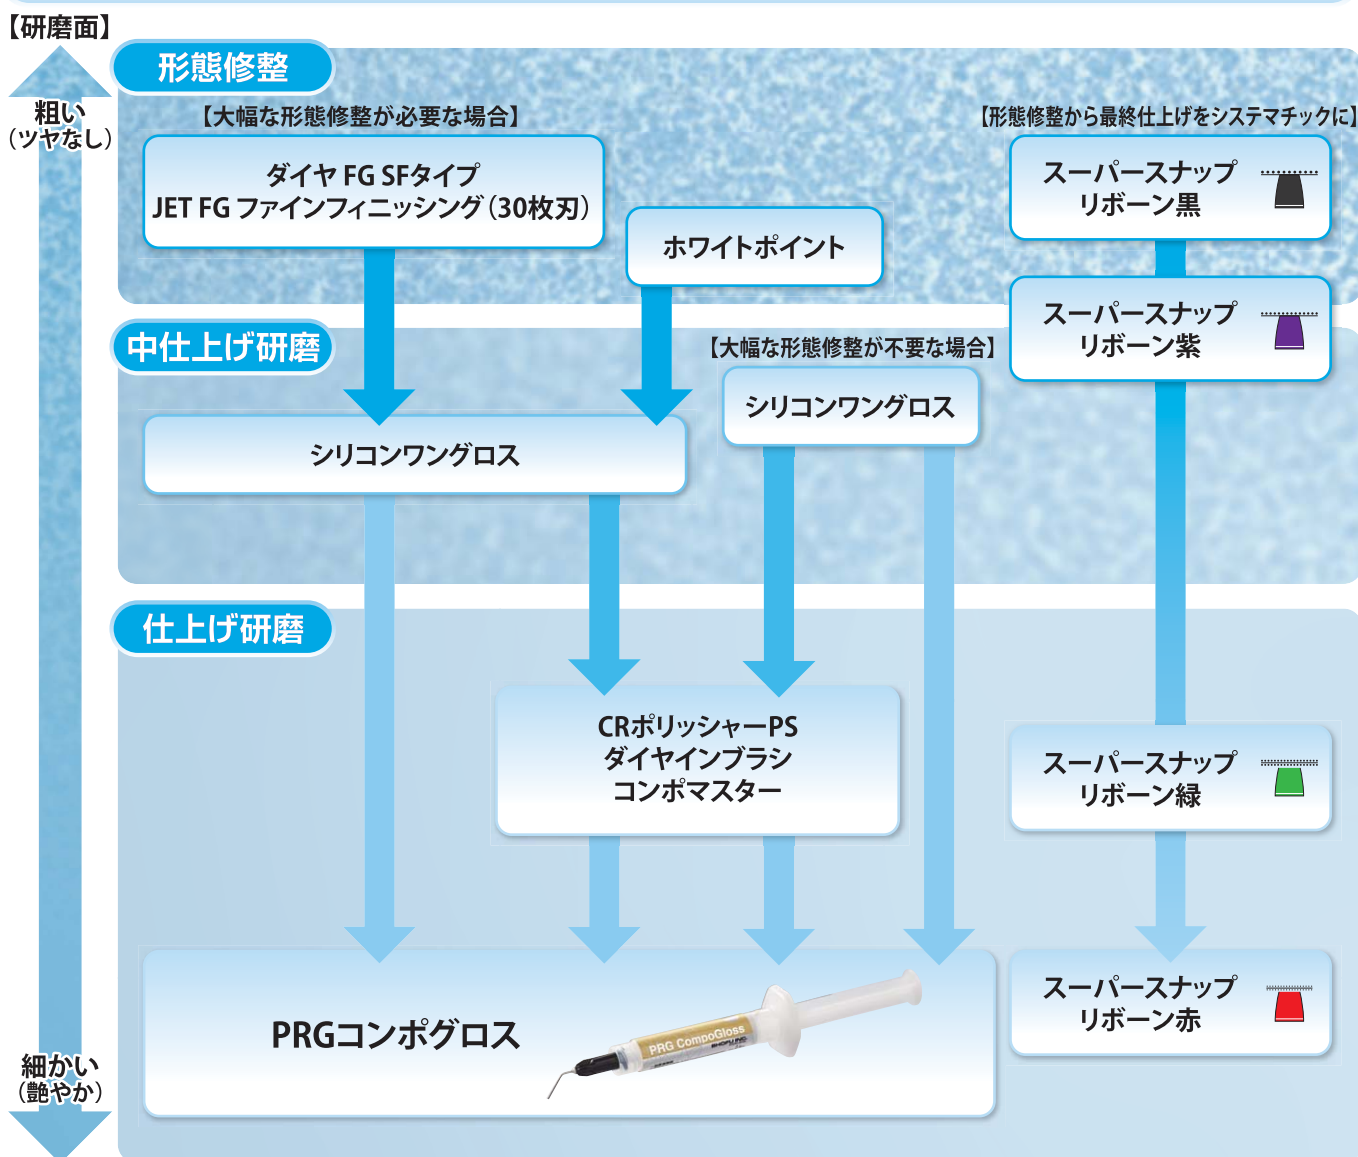 【研磨面】
粗い
（ツヤなし）
形態修整
【大幅な形態修整が必要な場合】
ダイヤ FG SFタイプ
JET FG ファインフィニッシング（30枚刃）
ホワイトポイント
【形態修整から最終仕上げをシステマチックに】
スーパースナップ
リボーン黒
スーパースナップ
リボーン紫
中仕上げ研磨
【大幅な形態修整が不要な場合】
シリコンワングロス
シリコンワングロス
仕上げ研磨
CRポリッシャーPS
ダイヤインブラシ
コンポマスター
スーパースナップ
リボーン緑
PRGコンポグロス
PRG CompoGloss
スーパースナップ
リボーン赤
細かい
（艶やか）